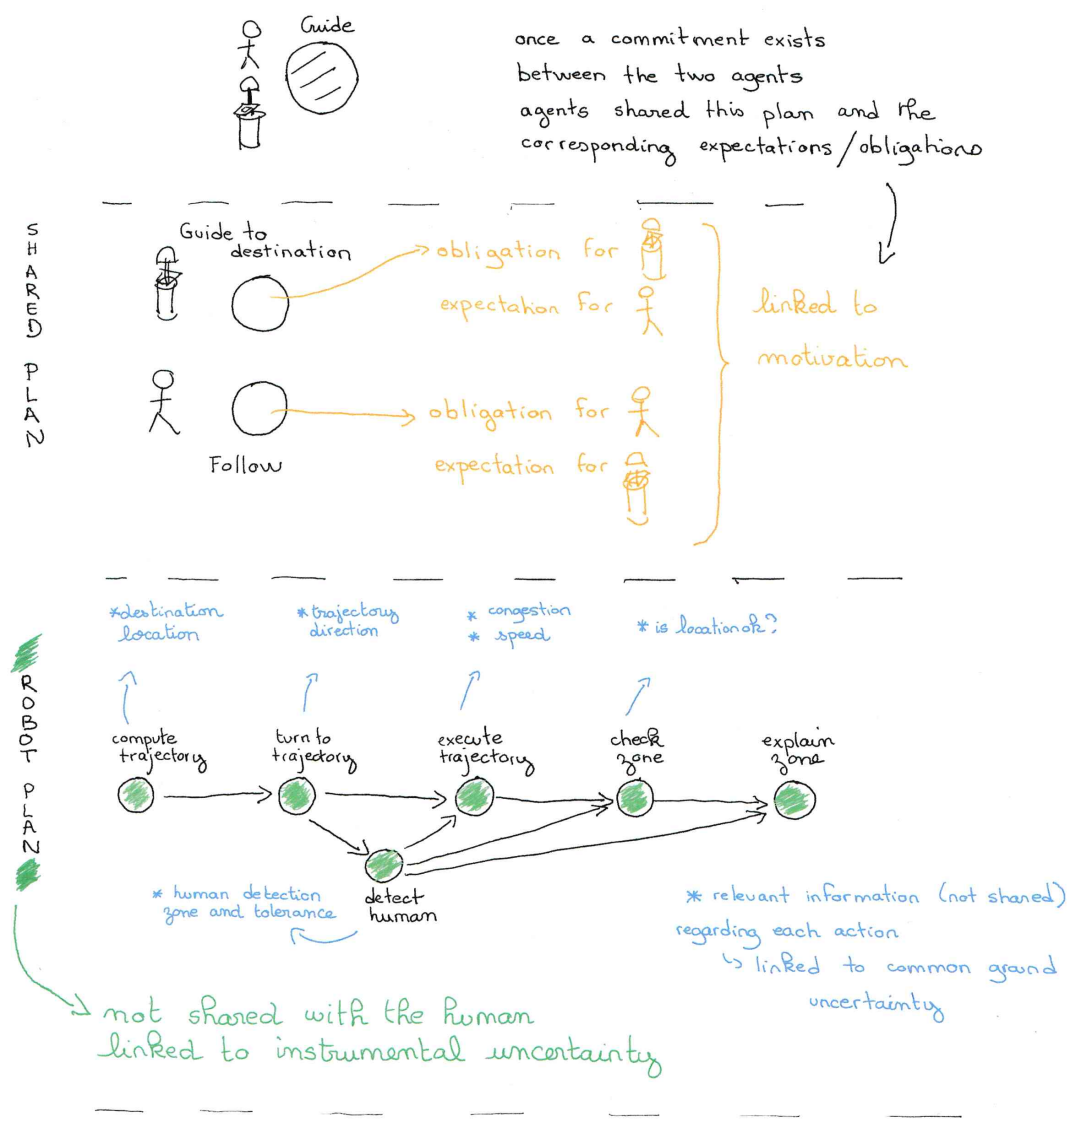 Guide
once a commitment exists
between the two agents
agents shared this plan and the
corresponding expectations/obligations
SHARED PLAN
Guide to
destination
obligation for
expectation for
linked to
motivation
obligation for
Follow
expectation for
*destination
location
*trajectory
direction
* congestion
* speed
* is location ok?
ROBOT PLAN
compute
trajectory
turn to
trajectory
execute
trajectory
check
zone
explain
zone
* human detection
zone and tolerance
detect
human
* relevant information (not shared)
regarding each action
↳ linked to common ground
uncertainty
not shared with the human
linked to instrumental uncertainty